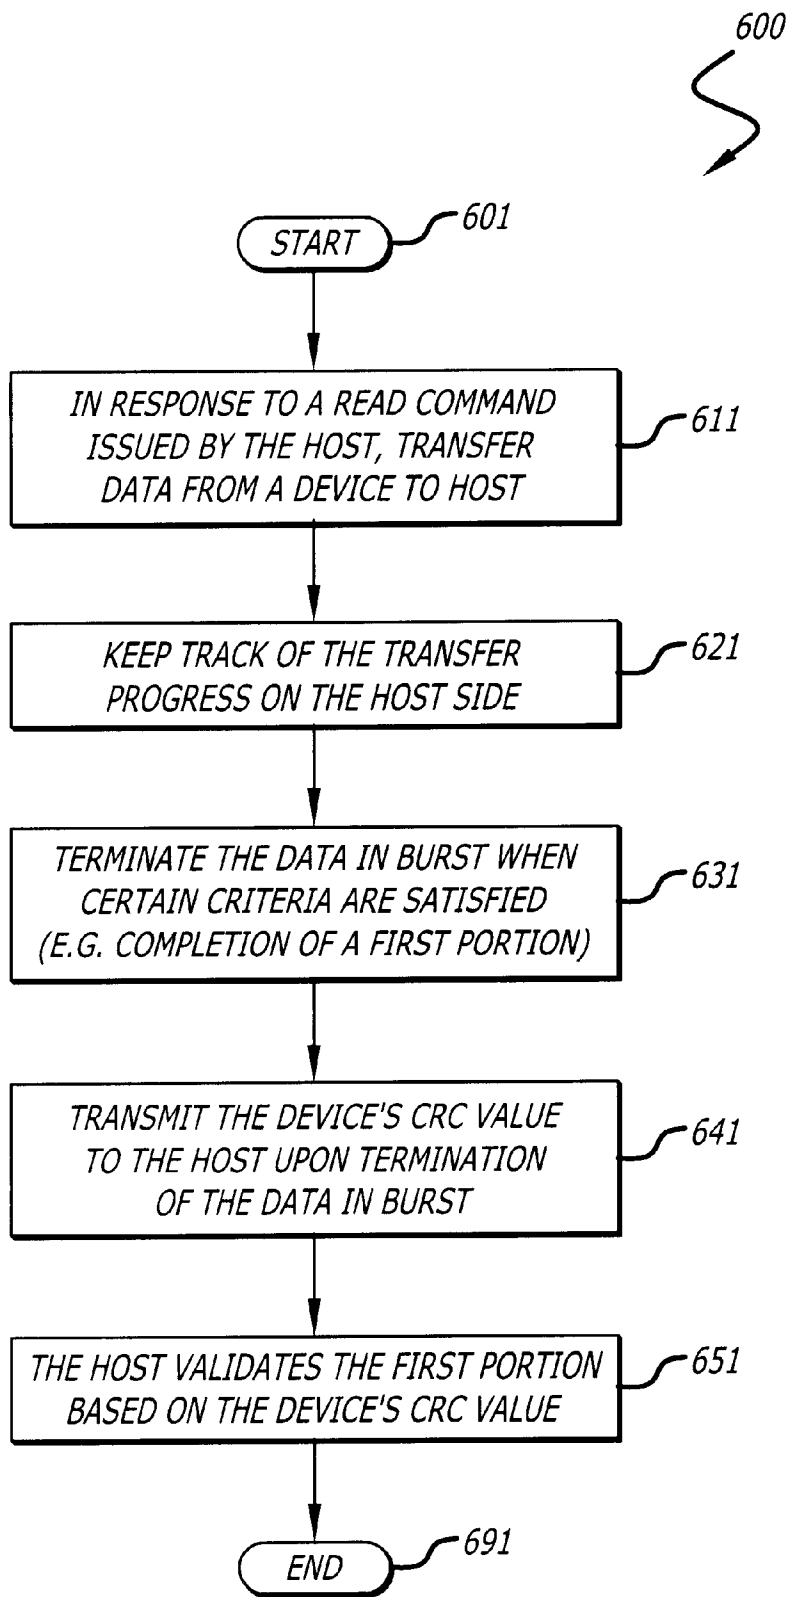 600
START
601
IN RESPONSE TO A READ COMMAND
ISSUED BY THE HOST, TRANSFER
DATA FROM A DEVICE TO HOST
611
KEEP TRACK OF THE TRANSFER
PROGRESS ON THE HOST SIDE
621
TERMINATE THE DATA IN BURST WHEN
CERTAIN CRITERIA ARE SATISFIED
(E.G. COMPLETION OF A FIRST PORTION)
631
TRANSMIT THE DEVICE'S CRC VALUE
TO THE HOST UPON TERMINATION
OF THE DATA IN BURST
641
THE HOST VALIDATES THE FIRST PORTION
BASED ON THE DEVICE'S CRC VALUE
651
END
691